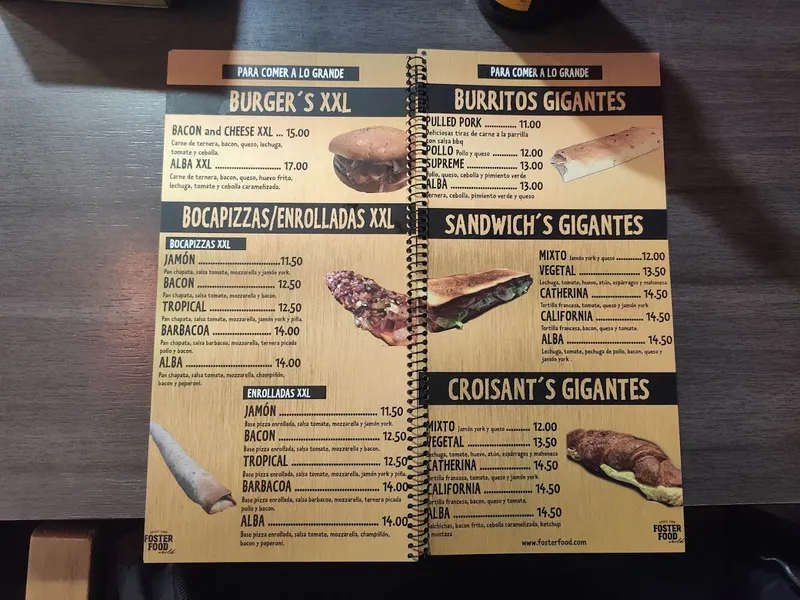 PARA COMER A LO GRANDE
BURGER´S XXL
BACON and CHEESE XXL ... 15.00
Carne de ternera, bacon, queso, lechuga,
tomate y cebolla.
ALBA XXL ........................ 17.00
Carne de ternera, bacon, queso, huevo frito,
lechuga, tomate y cebolla caramelizada.
BOCAPIZZAS/ENROLLADAS XXL
BOCAPIZZAS XXL
JAMÓN ................................11.50
Pan chapata, salsa tomate, mozzarella y jamón york.
BACON ............................... 12.50
Pan chapata, salsa tomate, mozzarella y bacon.
TROPICAL ........................... 12.50
Pan chapata, salsa tomate, mozzarella, jamón york y piña.
BARBACOA ......................... 14.00
Pan chapata, salsa barbacoa, mozzarella, ternera picada
pollo y bacon.
ALBA ................................. 14.00
Pan chapata, salsa tomate, mozzarella, champiñón,
bacon y peperoni.
ENROLLADAS XXL
JAMÓN ................................ 11.50
Base pizza enrollada, salsa tomate, mozzarella y jamón york.
BACON ................................ 12.50
Base pizza enrollada, salsa tomate, mozzarella y bacon.
TROPICAL ............................ 12.50
Base pizza enrollada, salsa tomate, mozzarella, jamón york y piña
BARBACOA .......................... 14.00
Base pizza enrollada, salsa barbacoa, mozzarella, ternera picada
pollo y bacon.
ALBA .................................. 14.00
Base pizza enrollada, salsa tomate, mozzarella, champiñón,
bacon y peperoni.
FOSTER
FOOD
world
PARA COMER A LO GRANDE
BURRITOS GIGANTES
PULLED PORK ............ 11.00
Deliciosas tiras de carne a la parrilla
con salsa bbq
POLLO Pollo y queso ............ 12.00
SUPREME .................... 13.00
Pollo, queso, cebolla y pimiento verde
ALBA .......................... 13.00
ternera, cebolla, pimiento verde y queso
SANDWICH´S GIGANTES
MIXTO Jamón york y queso ............12.00
VEGETAL ......................... 13.50
Lechuga, tomate, huevo, atún, espárragos y mahonesa
CATHERINA ..................... 14.50
Tortilla francesa, tomate, queso y jamón york
CALIFORNIA .................... 14.50
Tortilla francesa, bacon, queso y tomate.
ALBA ............................... 14.50
Lechuga, tomate, pechuga de pollo, bacon, queso y
jamón york .
CROISANT´S GIGANTES
MIXTO Jamón york y queso .......... 12.00
VEGETAL ....................... 13.50
lechuga, tomate, huevo, atún, espárragos y mahonesa
CATHERINA ................... 14.50
Tortilla francesa, tomate, queso y jamón york
CALIFORNIA .................. 14.50
Tortilla francesa, bacon, queso y tomate.
ALBA ............................. 14.50
salchichas, bacon frito, cebolla caramelizada, ketchup
mostaza
www.fosterfood.com
FOSTER
FOOD
world